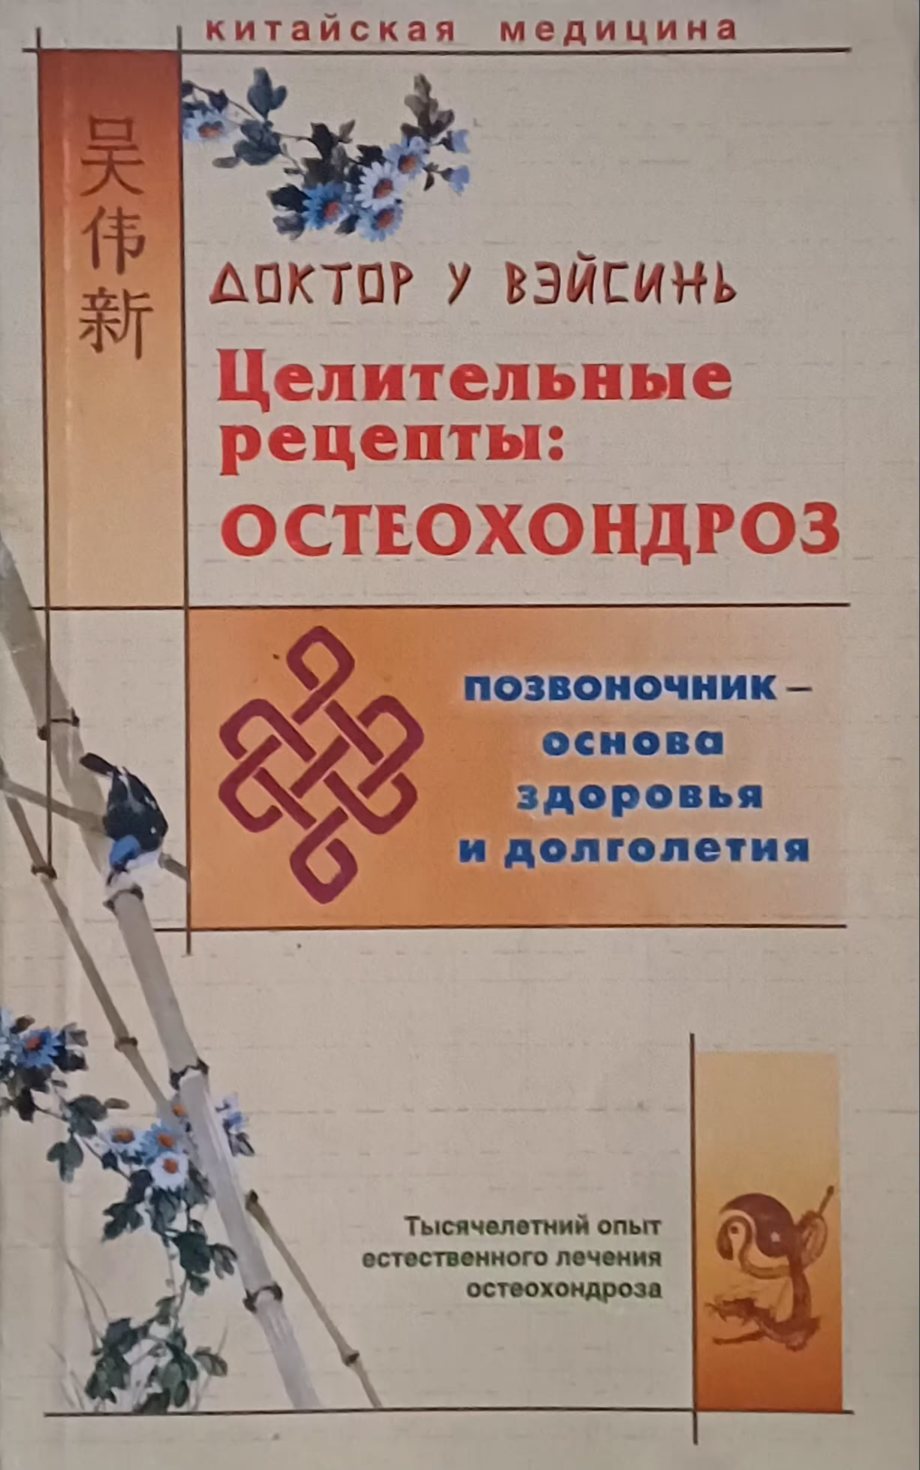 китайская медицина
吴伟新
ДОКТОР У ВЭЙСИНЬ
Целительные
рецепты:
ОСТЕОХОНДРОЗ
позвоночник –
основа
здоровья
и долголетия
Тысячелетний опыт
естественного лечения
остеохондроза